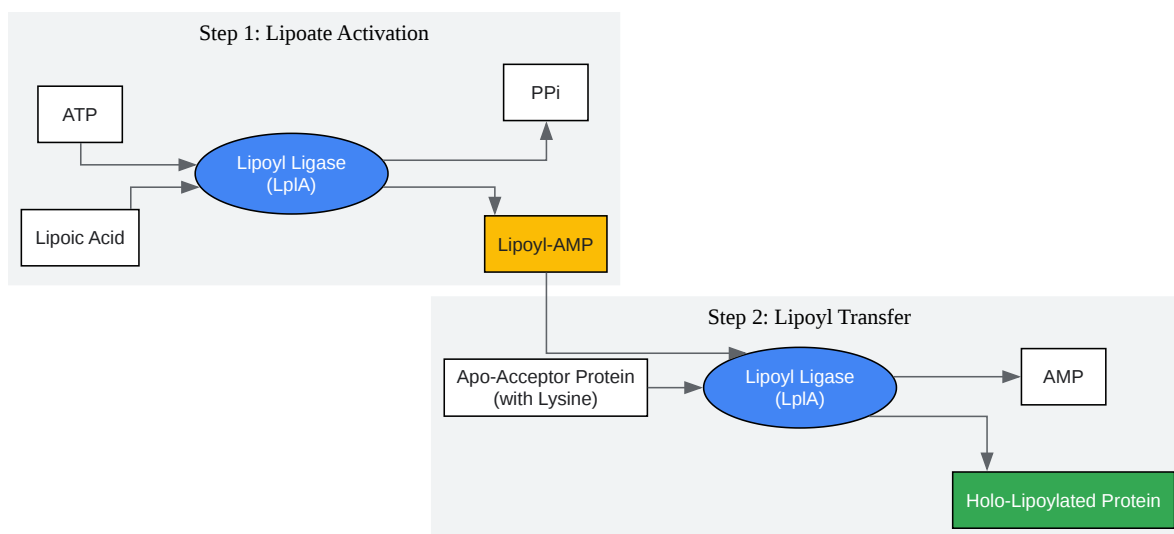 Step 1: Lipoate Activation
ATP
PPi
Lipoyl Ligase
(LplA)
Lipoic Acid
Lipoyl-AMP
Step 2: Lipoyl Transfer
Apo-Acceptor Protein
(with Lysine)
Lipoyl Ligase
(LplA)
AMP
Holo-Lipoylated Protein